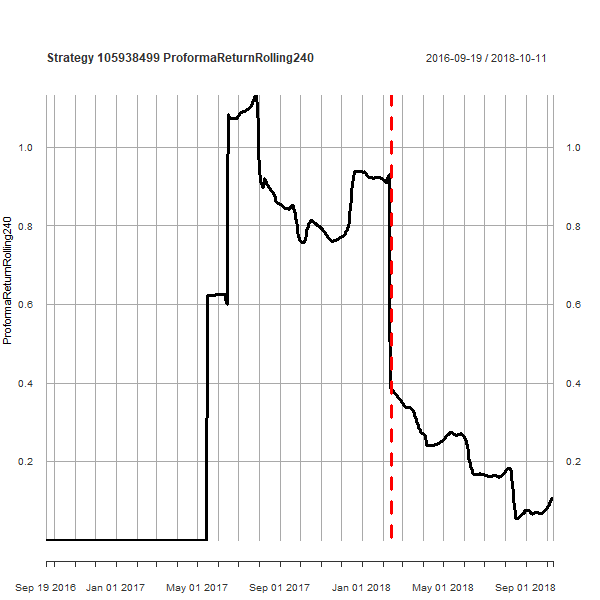 Strategy 105938499 ProformaReturnRolling240
2016-09-19 / 2018-10-11
ProformaReturnRolling240
1.0 1.0
0.8 0.8
0.6 0.6
0.4 0.4
0.2 0.2
Sep 19 2016 Jan 01 2017 May 01 2017 Sep 01 2017 Jan 01 2018 May 01 2018 Sep 01 2018